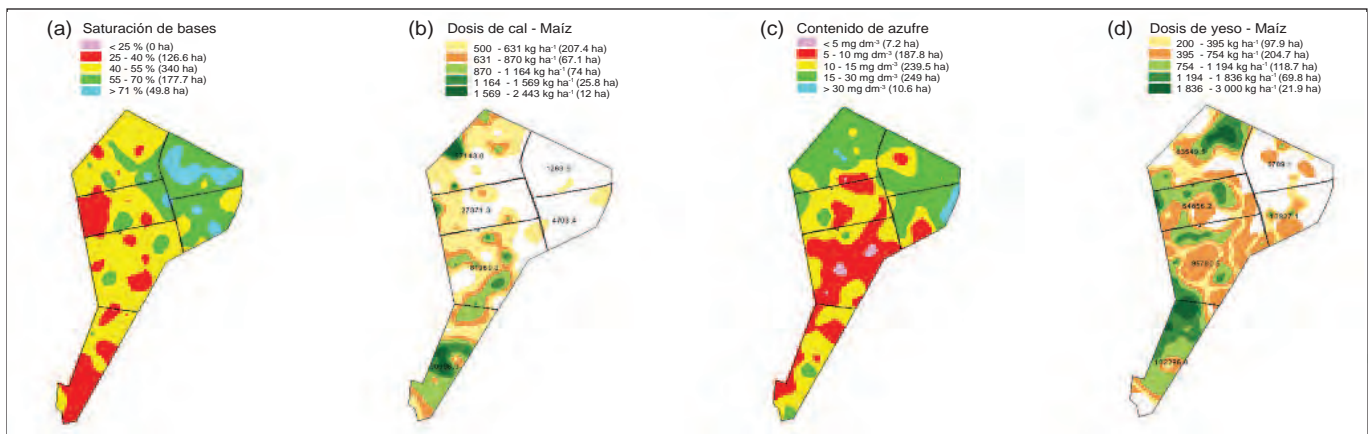 (a) Saturación de bases
< 25 % (0 ha)
25 - 40 % (126.6 ha)
40 - 55% (340 ha)
55 - 70 % (177.7 ha)
> 71 % (49.8 ha)
(b) Dosis de cal - Maíz
500 - 631 kg ha⁻¹ (207.4 ha)
631 - 870 kg ha⁻¹ (67.1 ha)
870 - 1 164 kg ha⁻¹ (74 ha)
1 164 - 1 569 kg ha⁻¹ (25.8 ha)
1 569 - 2 443 kg ha⁻¹ (12 ha)
27371.3
4703.4
(c) Contenido de azufre
< 5 mg dm⁻³ (7.2 ha)
5 - 10 mg dm⁻³ (187.8 ha)
10 - 15 mg dm⁻³ (239.5 ha)
15 - 30 mg dm⁻³ (249 ha)
> 30 mg dm⁻³ (10.6 ha)
(d) Dosis de yeso - Maíz
200 - 395 kg ha⁻¹ (97.9 ha)
395 - 754 kg ha⁻¹ (204.7 ha)
754 - 1 194 kg ha⁻¹ (118.7 ha)
1 194 - 1 836 kg ha⁻¹ (69.8 ha)
1 836 - 3 000 kg ha⁻¹ (21.9 ha)